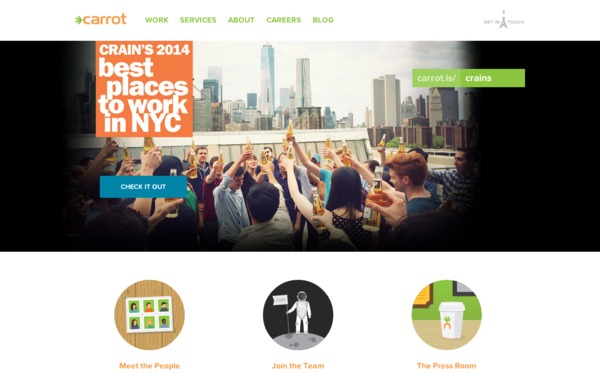 carrot
WORK
SERVICES
ABOUT
CAREERS
BLOG
GET IN TOUCH
CRAIN'S 2014
best
places
to work
in NYC
carrot.is/ crains
CHECK IT OUT
Meet the People
Join the Team
The Press Room